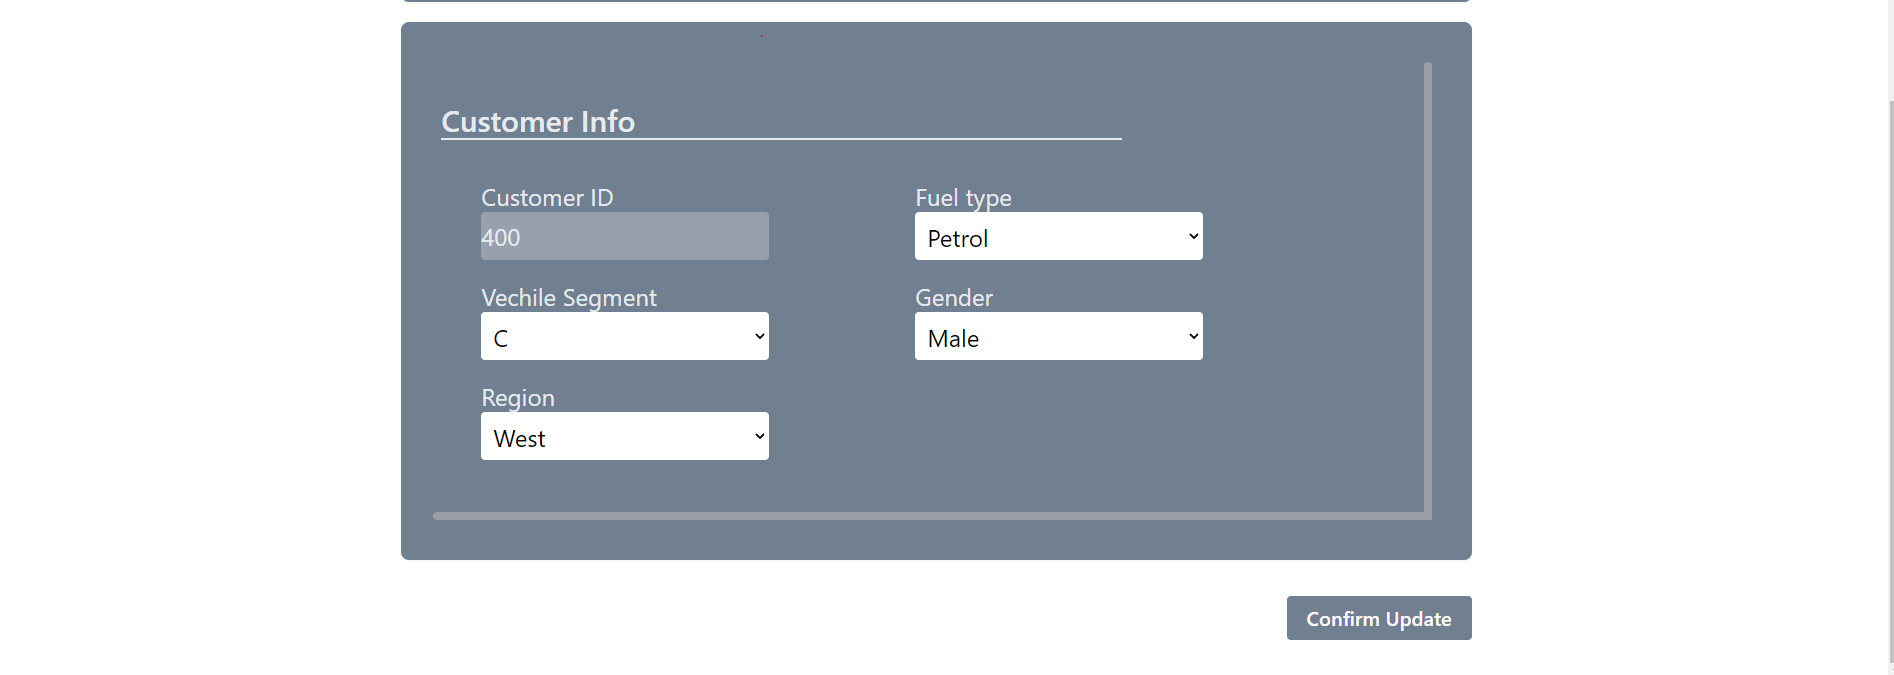 Customer Info
Customer ID
Fuel type
400
Petrol
Vechile Segment
Gender
C
Male
Region
West
Confirm Update